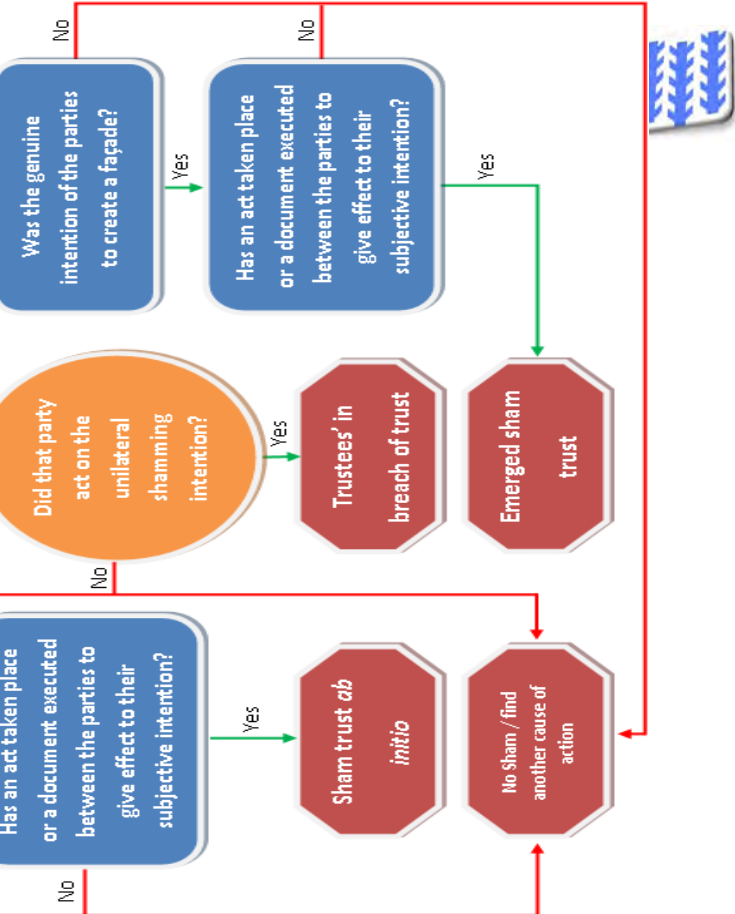 No
Was the genuine
intention of the parties
to create a façade?
Yes
No
Has an act taken place
or a document executed
between the parties to
give effect to their
subjective intention?
Yes
Did that party
act on the
unilateral
shamming
intention?
Yes
Trustees' in
breach of trust
Emerged sham
trust
No
Has an act taken place
or a document executed
between the parties to
give effect to their
subjective intention?
Yes
Sham trust ab
initio
No Sham / find
another cause of
action
No